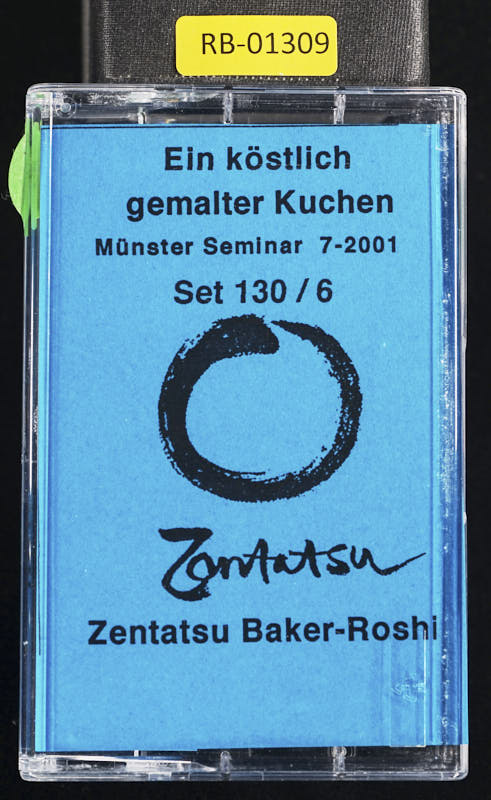 RB-01309
Ein köstlich
gemalter Kuchen
Münster Seminar 7-2001
Set 130 / 6
Zentatsu
Zentatsu Baker-Roshi